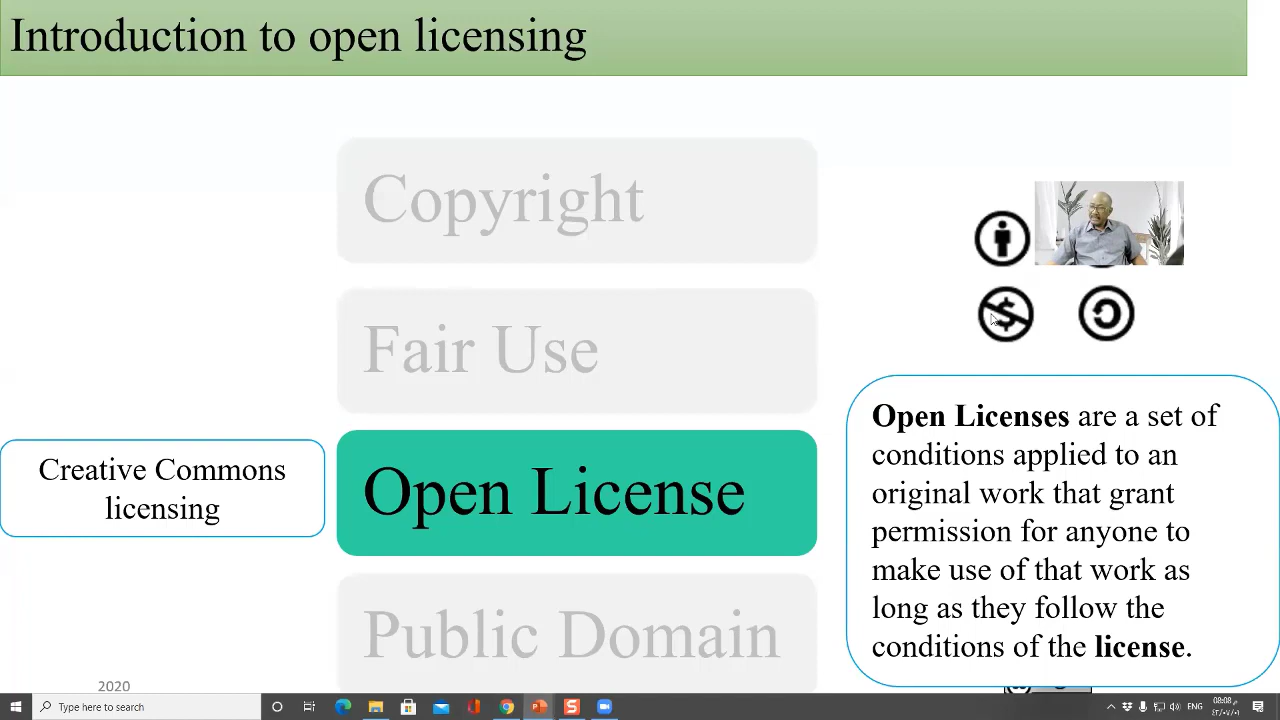 Introduction to open licensing
Copyright
Fair Use
Creative Commons
licensing
Open License
Open Licenses are a set of
conditions applied to an
original work that grant
permission for anyone to
make use of that work as
long as they follow the
conditions of the license.
Public Domain
2020
Type here to search
ENG